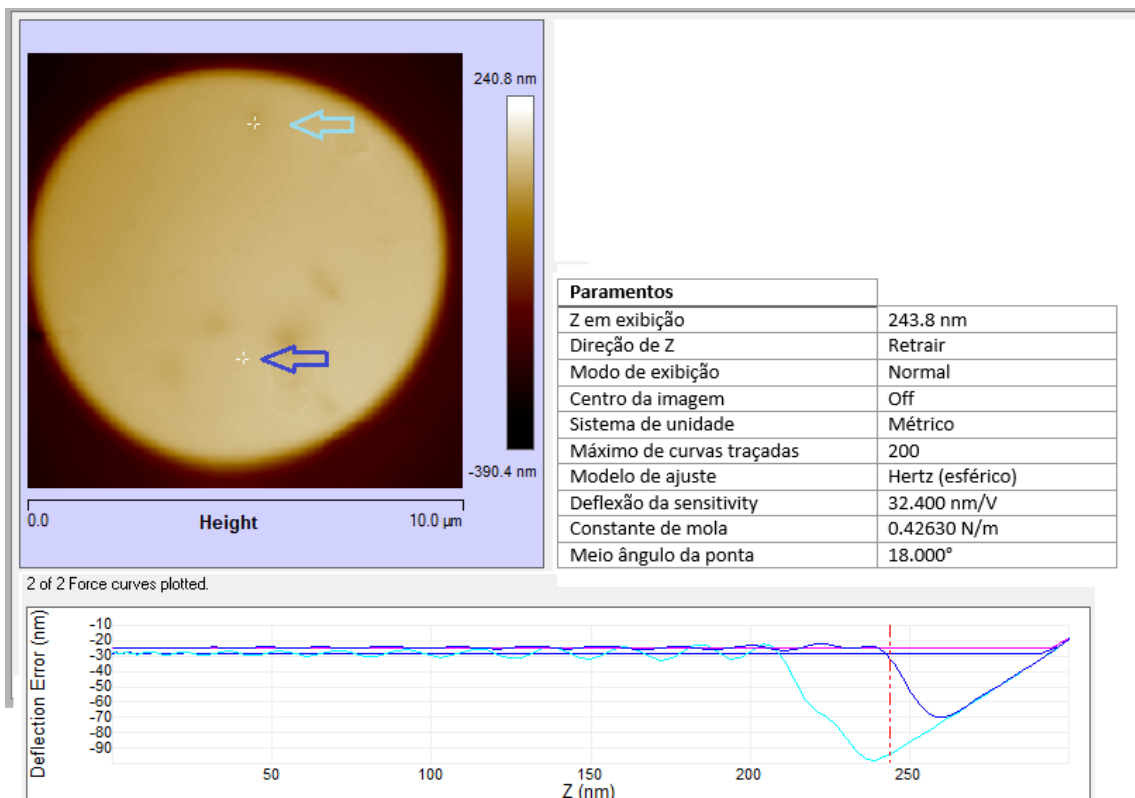 240.8 nm
-390.4 nm
0.0
Height
10.0 µm
Paramentos
Z em exibição 243.8 nm
Direção de Z Retrair
Modo de exibição Normal
Centro da imagem Off
Sistema de unidade Métrico
Máximo de curvas traçadas 200
Modelo de ajuste Hertz (esférico)
Deflexão da sensitivity 32.400 nm/V
Constante de mola 0.42630 N/m
Meio ângulo da ponta 18.000°
2 of 2 Force curves plotted.
Deflection Error (nm)
-10
-20
-30
-40
-50
-60
-70
-80
-90
50 100 150 200 250
Z (nm)